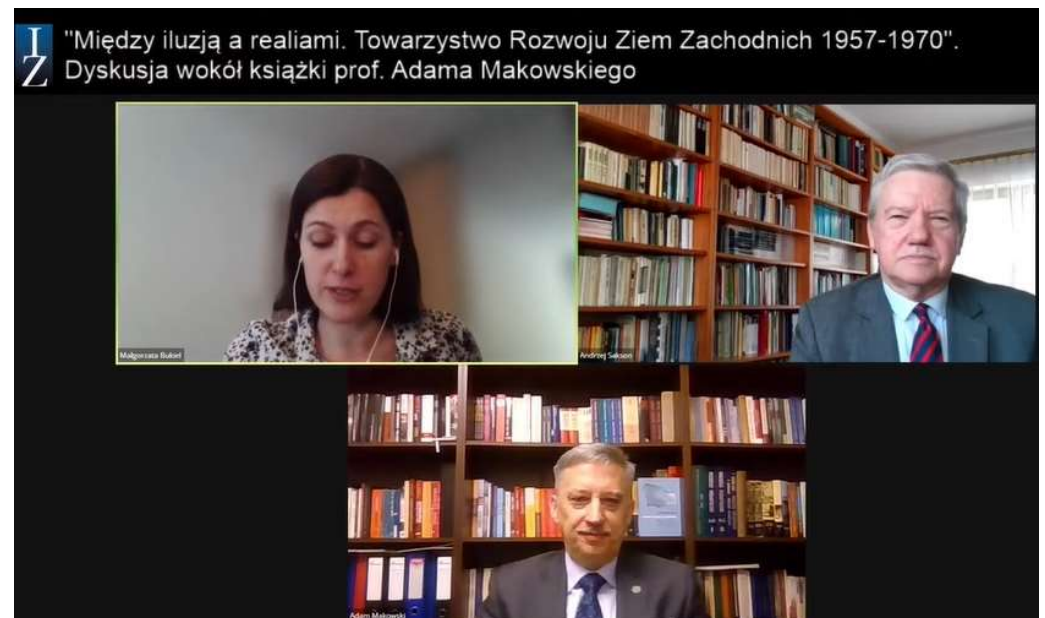 IZ
"Między iluzją a realiami. Towarzystwo Rozwoju Ziem Zachodnich 1957-1970".
Dyskusja wokół książki prof. Adama Makowskiego
Małgorzata Bukiel
Andrzej Sakson
Adam Makowski